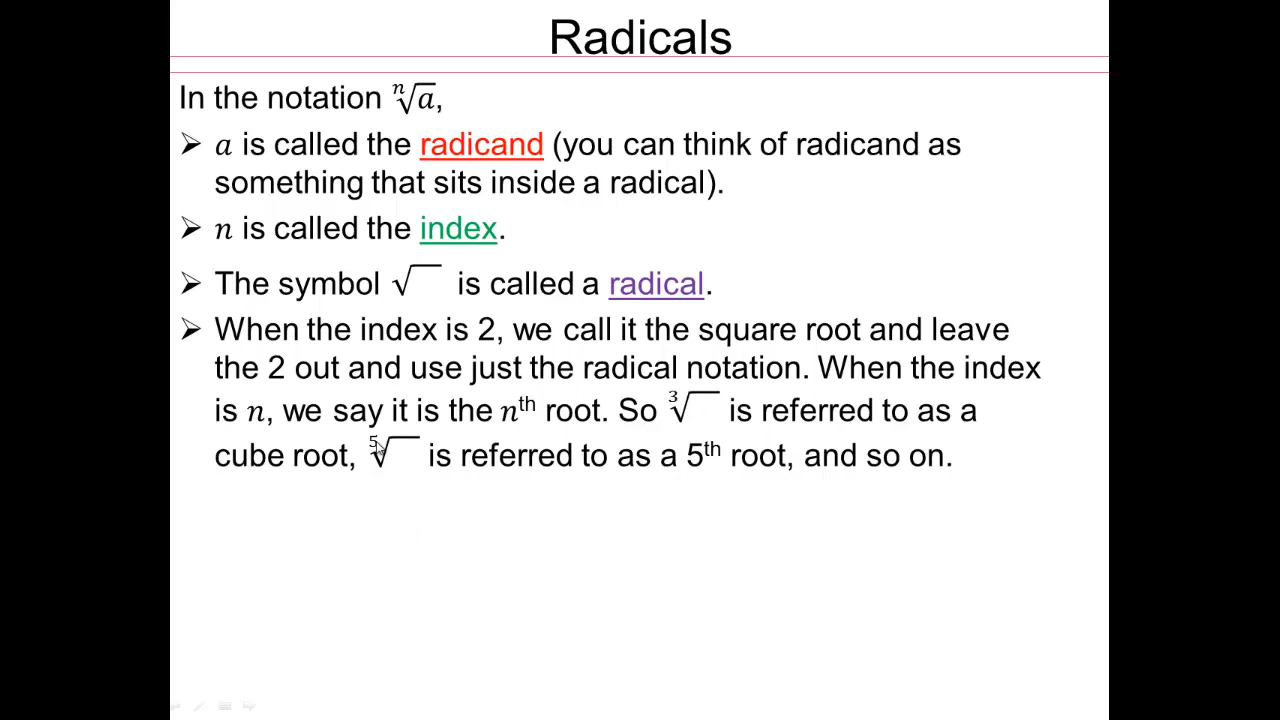 Radicals
In the notation ⁿ√a,
➢ a is called the radicand (you can think of radicand as
something that sits inside a radical).
➢ n is called the index.
➢ The symbol √ is called a radical.
➢ When the index is 2, we call it the square root and leave
the 2 out and use just the radical notation. When the index
is n, we say it is the nᵗʰ root. So ³√ is referred to as a
cube root, ⁵√ is referred to as a 5ᵗʰ root, and so on.